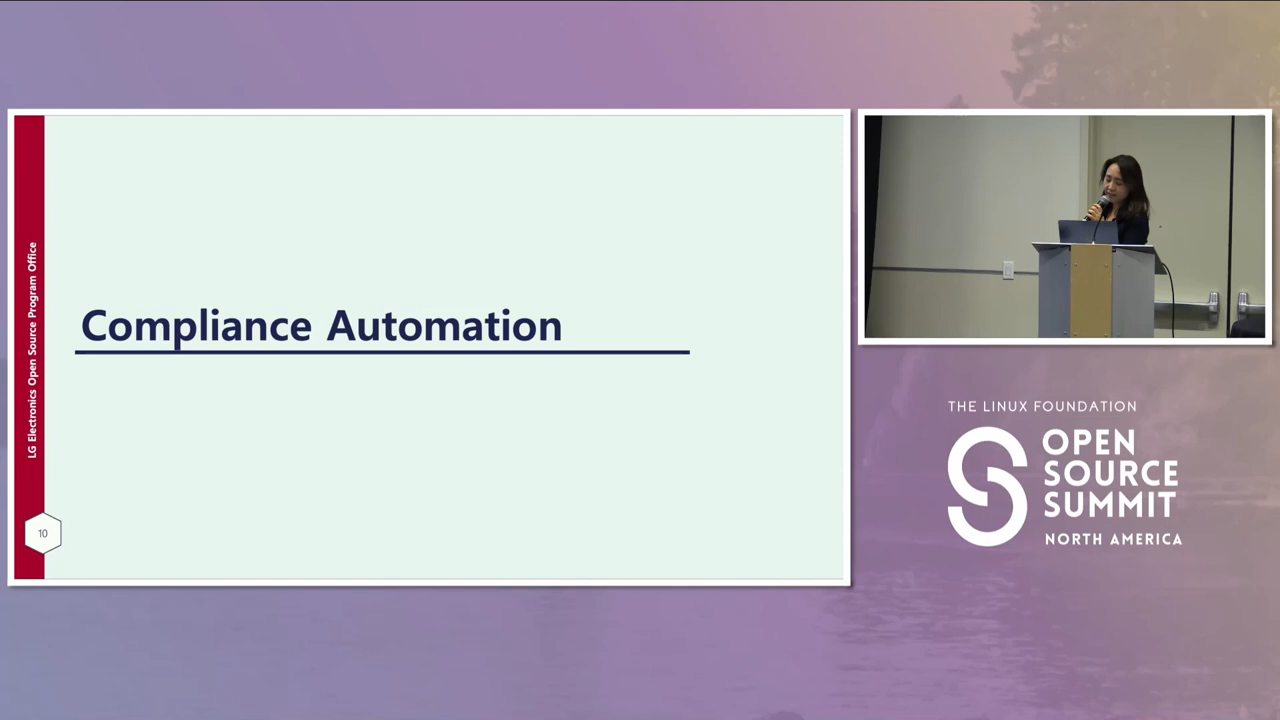 LG Electronics Open Source Program Office
Compliance Automation
10
THE LINUX FOUNDATION
OPEN
SOURCE
SUMMIT
NORTH AMERICA